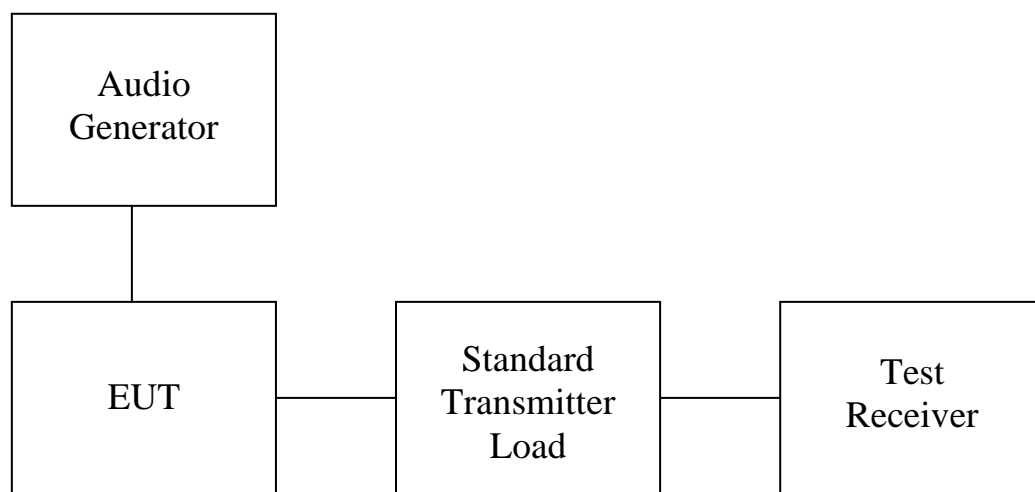 Audio
Generator
EUT
Standard
Transmitter
Load
Test
Receiver